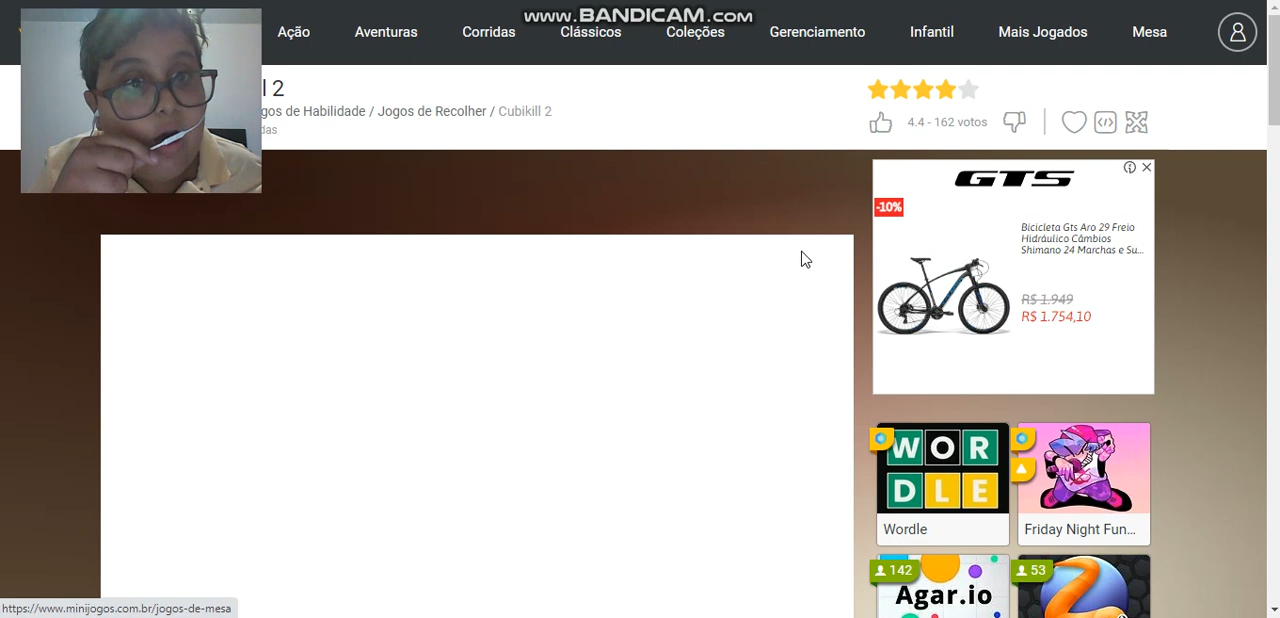 www.BANDICAM.com
Ação Aventuras Corridas Clássicos Coleções Gerenciamento Infantil Mais Jogados Mesa
l 2
gos de Habilidade / Jogos de Recolher / Cubikill 2
das
4.4 - 162 votos
GTS
-10%
Bicicleta Gts Aro 29 Freio
Hidráulico Câmbios
Shimano 24 Marchas e Su...
R$ 1.949
R$ 1.754,10
WOR
DLE
Wordle
Friday Night Fun...
142
Agar.io
53
https://www.minijogos.com.br/jogos-de-mesa